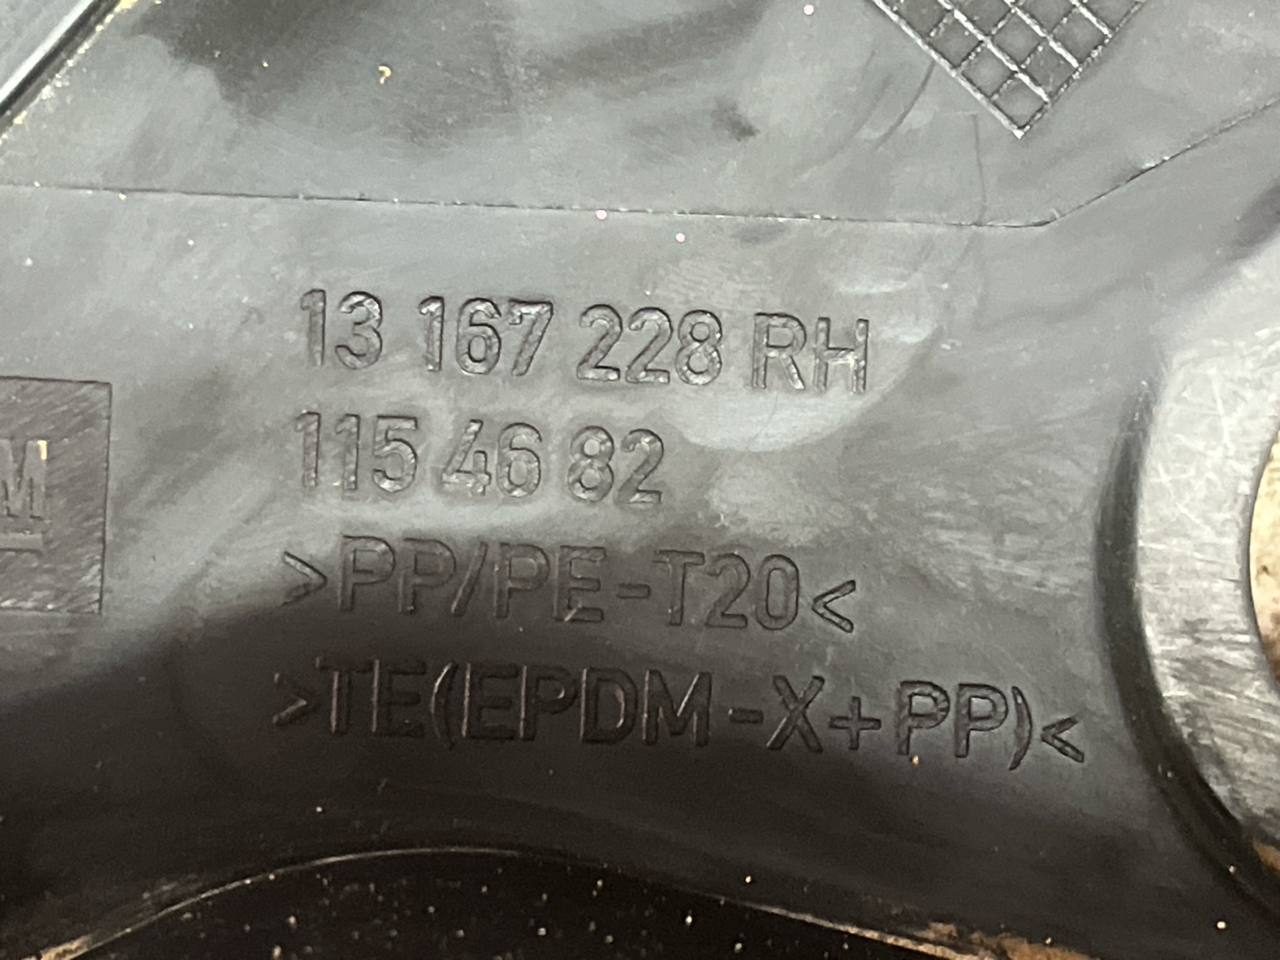 13 167 228 RH
115 46 82
>PP/PE-T20<
>TE(EPDM-X+PP)<